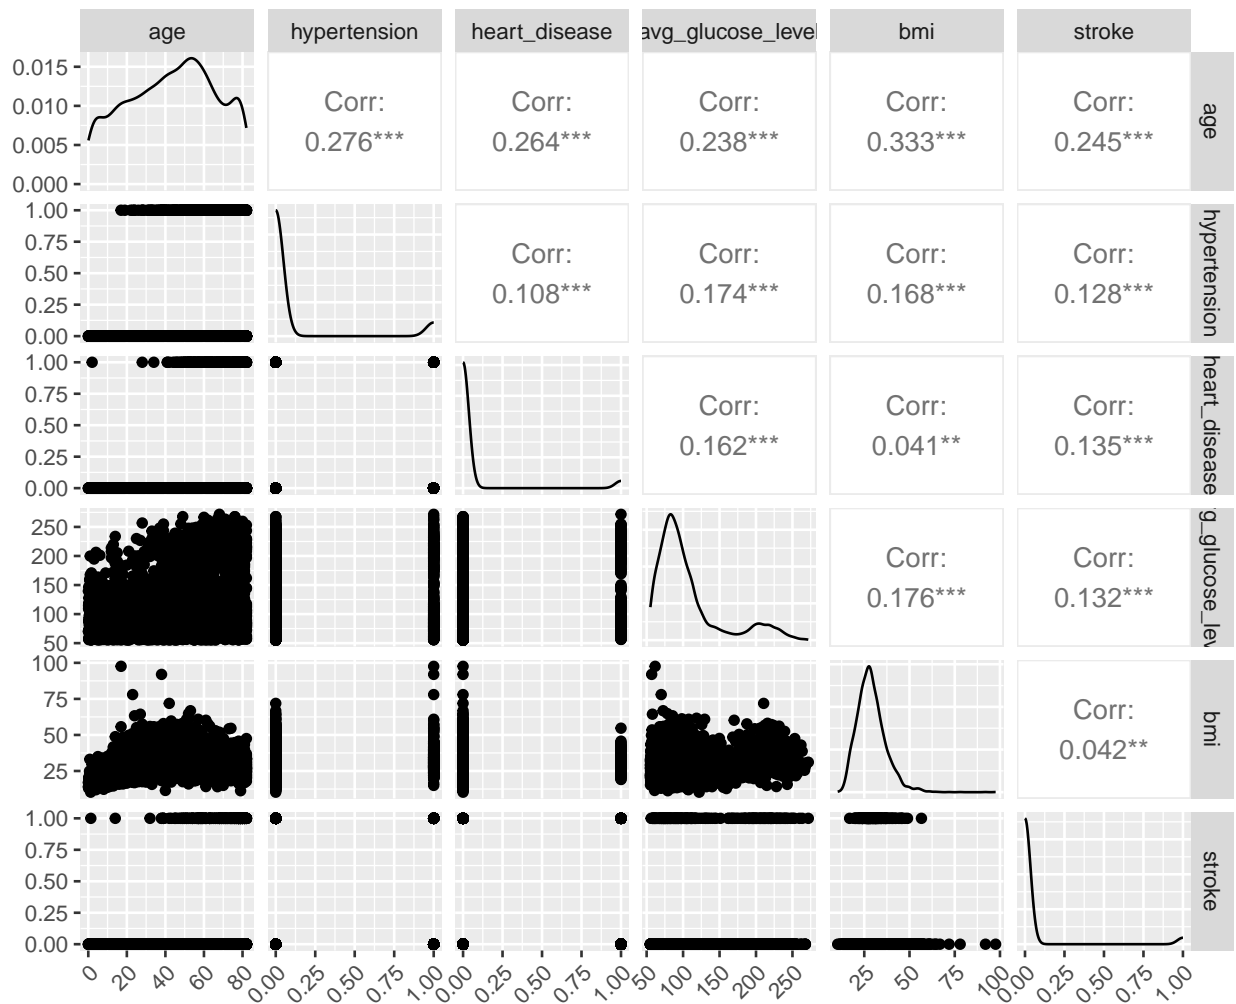 age hypertension heart_disease avg_glucose_level bmi stroke
0.015
0.010
0.005
0.000
Corr:
0.276***
Corr:
0.264***
Corr:
0.238***
Corr:
0.333***
Corr:
0.245***
age
1.00
0.75
0.50
0.25
0.00
Corr:
0.108***
Corr:
0.174***
Corr:
0.168***
Corr:
0.128***
hypertension
1.00
0.75
0.50
0.25
0.00
Corr:
0.162***
Corr:
0.041**
Corr:
0.135***
heart_disease
250
200
150
100
50
Corr:
0.176***
Corr:
0.132***
g_glucose_lev
100
75
50
25
Corr:
0.042**
bmi
1.00
0.75
0.50
0.25
0.00
stroke
0 20 40 60 80 0.00 0.25 0.50 0.75 1.00 0.00 0.25 0.50 0.75 1.00 50 100 150 200 250 25 50 75 100 0.00 0.25 0.50 0.75 1.00